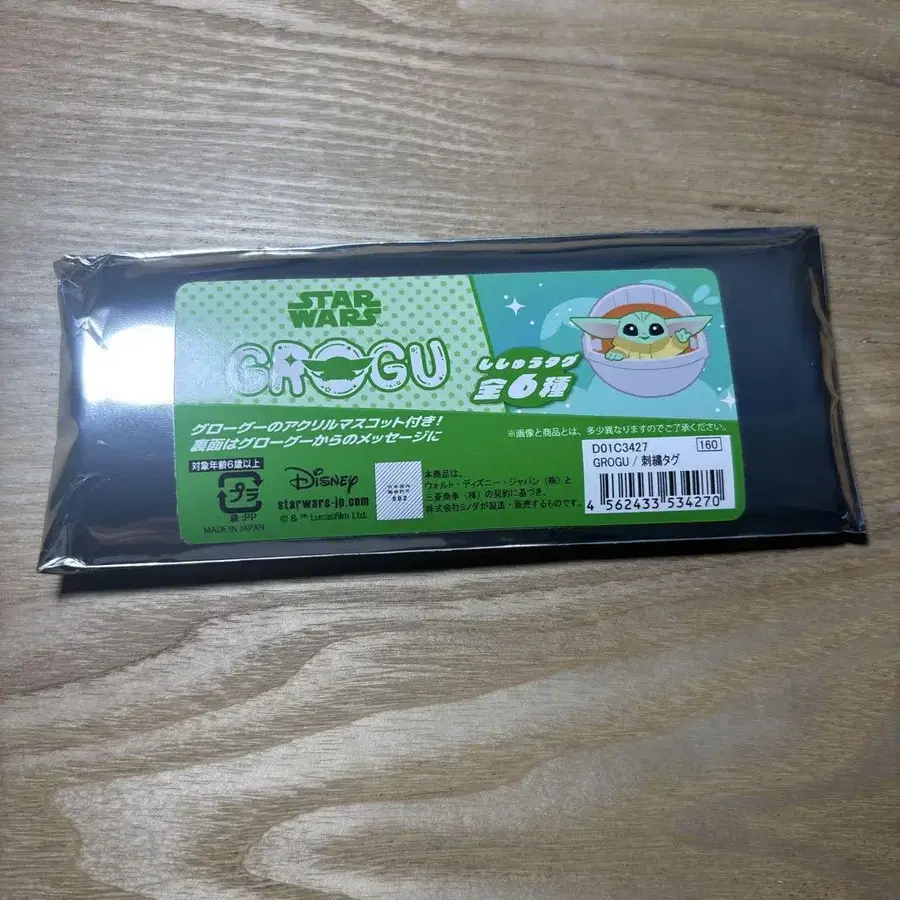 STAR
WARS
GROGU
ししゅうタグ
全6種
グローグーのアクリルマスコット付き!
裏面はグローグーからのメッセージに
※画像と商品とは、多少異なりますのでご了承ください。
対象年齢6歳以上
プラ
袋:PP
MADE IN JAPAN
Disney
starwars-jp.com
© & ™ Lucasfilm Ltd.
502
本商品は、
ウォルト・ディズニー・ジャパン(株)と
三菱商事(株)の契約に基づき、
株式会社ミノダが製造・販売するものです。
D01C3427
160
GROGU / 刺繍タグ
4 562433 534270